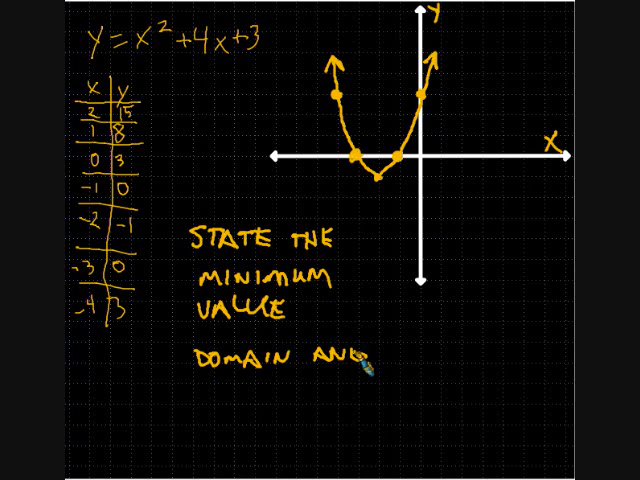 y = x² + 4x + 3
x y
2 15
1 8
0 3
-1 0
-2 -1
-3 0
-4 3
y
x
STATE THE
MINIMUM
VALUE
DOMAIN AND